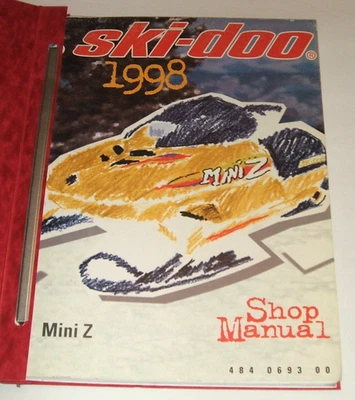 ski-doo®
1998
MINI Z
Shop
Manual
Mini Z
484 0693 00